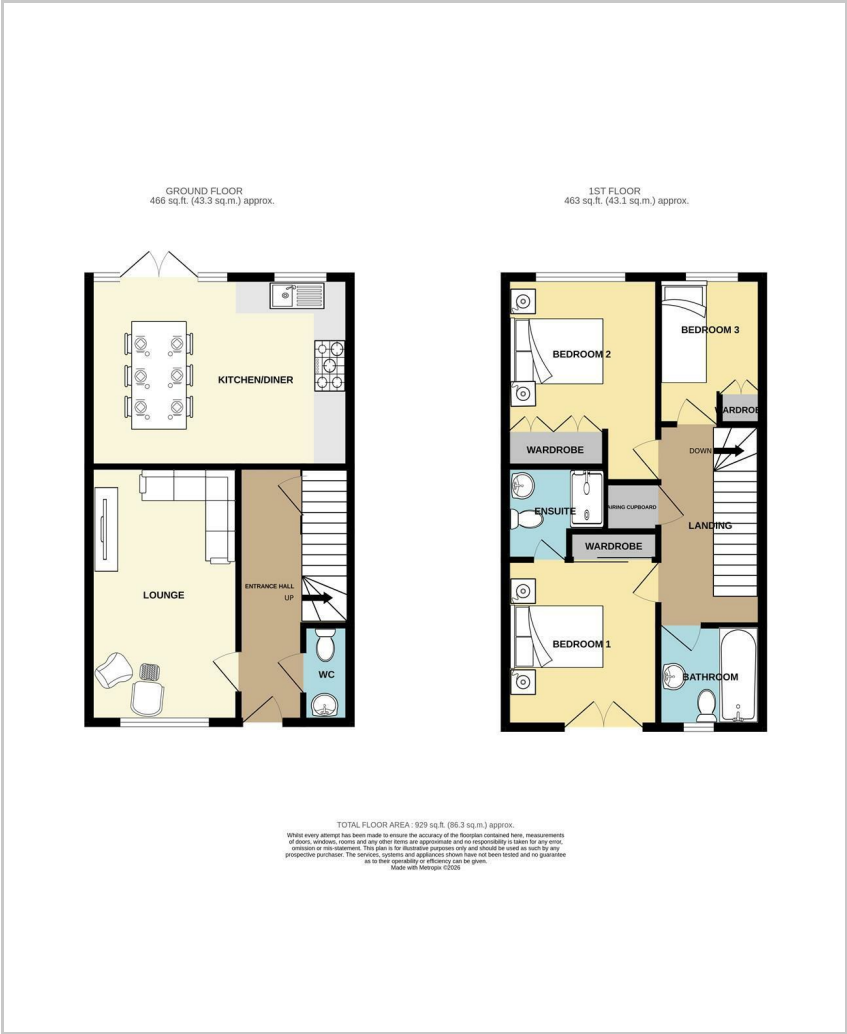 GROUND FLOOR
466 sq.ft. (43.3 sq.m.) approx.
KITCHEN/DINER
LOUNGE
ENTRANCE HALL
UP
WC
1ST FLOOR
463 sq.ft. (43.1 sq.m.) approx.
BEDROOM 3
BEDROOM 2
WARDROBE
WARDROBE
DOWN
ENSUITE
AIRING CUPBOARD
LANDING
WARDROBE
BEDROOM 1
BATHROOM
TOTAL FLOOR AREA : 929 sq.ft. (86.3 sq.m.) approx.
Whilst every attempt has been made to ensure the accuracy of the floorplan contained here, measurements
of doors, windows, rooms and any other items are approximate and no responsibility is taken for any error,
omission or mis-statement. This plan is for illustrative purposes only and should be used as such by any
prospective purchaser. The services, systems and appliances shown have not been tested and no guarantee
as to their operability or efficiency can be given.
Made with Metropix ©2026